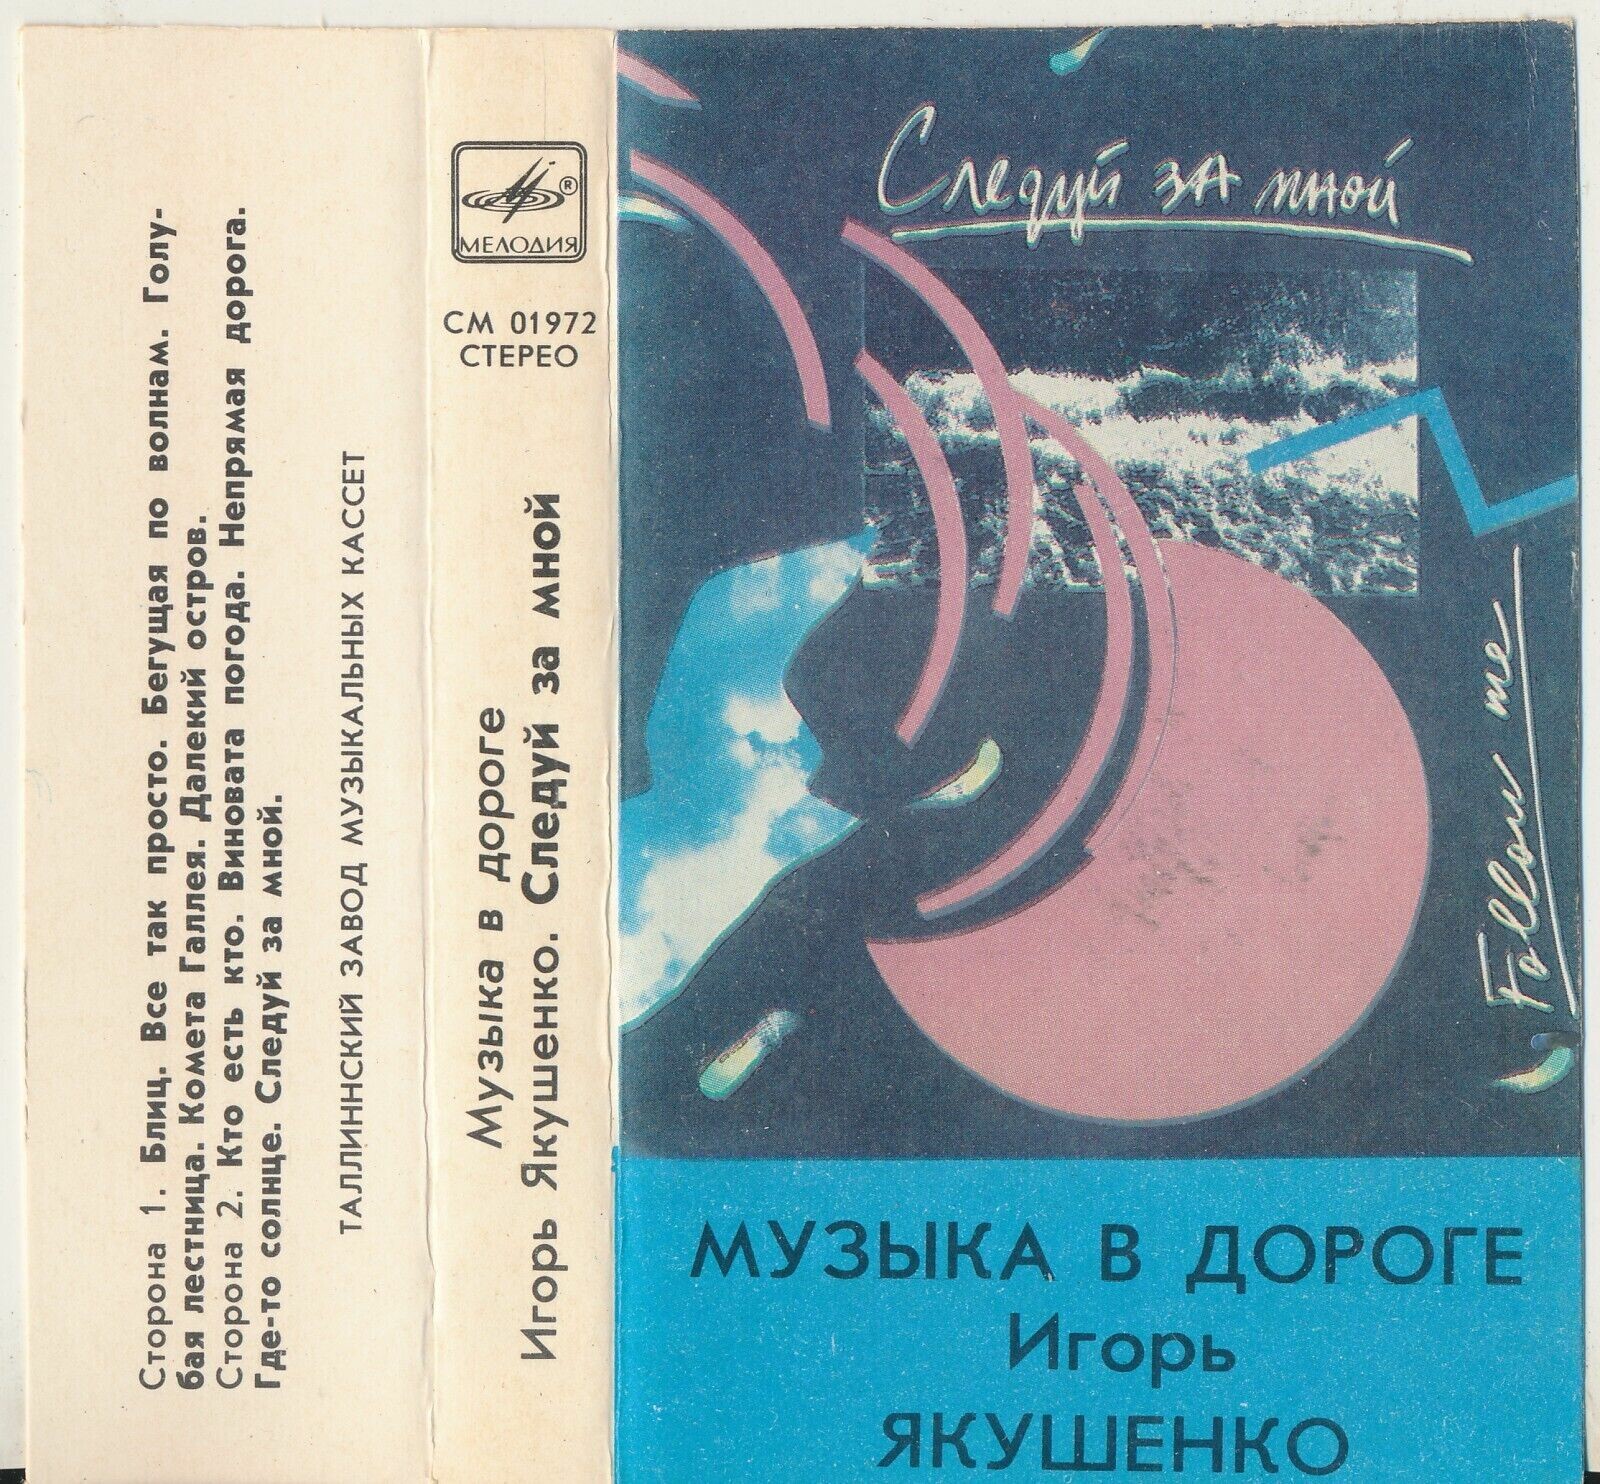 Сторона 1. Блиц. Все так просто. Бегущая по волнам. Голу-
бая лестница. Комета Галлея. Далекий остров.
Сторона 2. Кто есть кто. Виновата погода. Непрямая дорога.
Где-то солнце. Следуй за мной.
ТАЛЛИННСКИЙ ЗАВОД МУЗЫКАЛЬНЫХ КАССЕТ
®
МЕЛОДИЯ
СМ 01972
СТЕРЕО
Музыка в дороге
Игорь Якушенко. Следуй за мной
Следуй за мной
Follow me
МУЗЫКА В ДОРОГЕ
Игорь
ЯКУШЕНКО